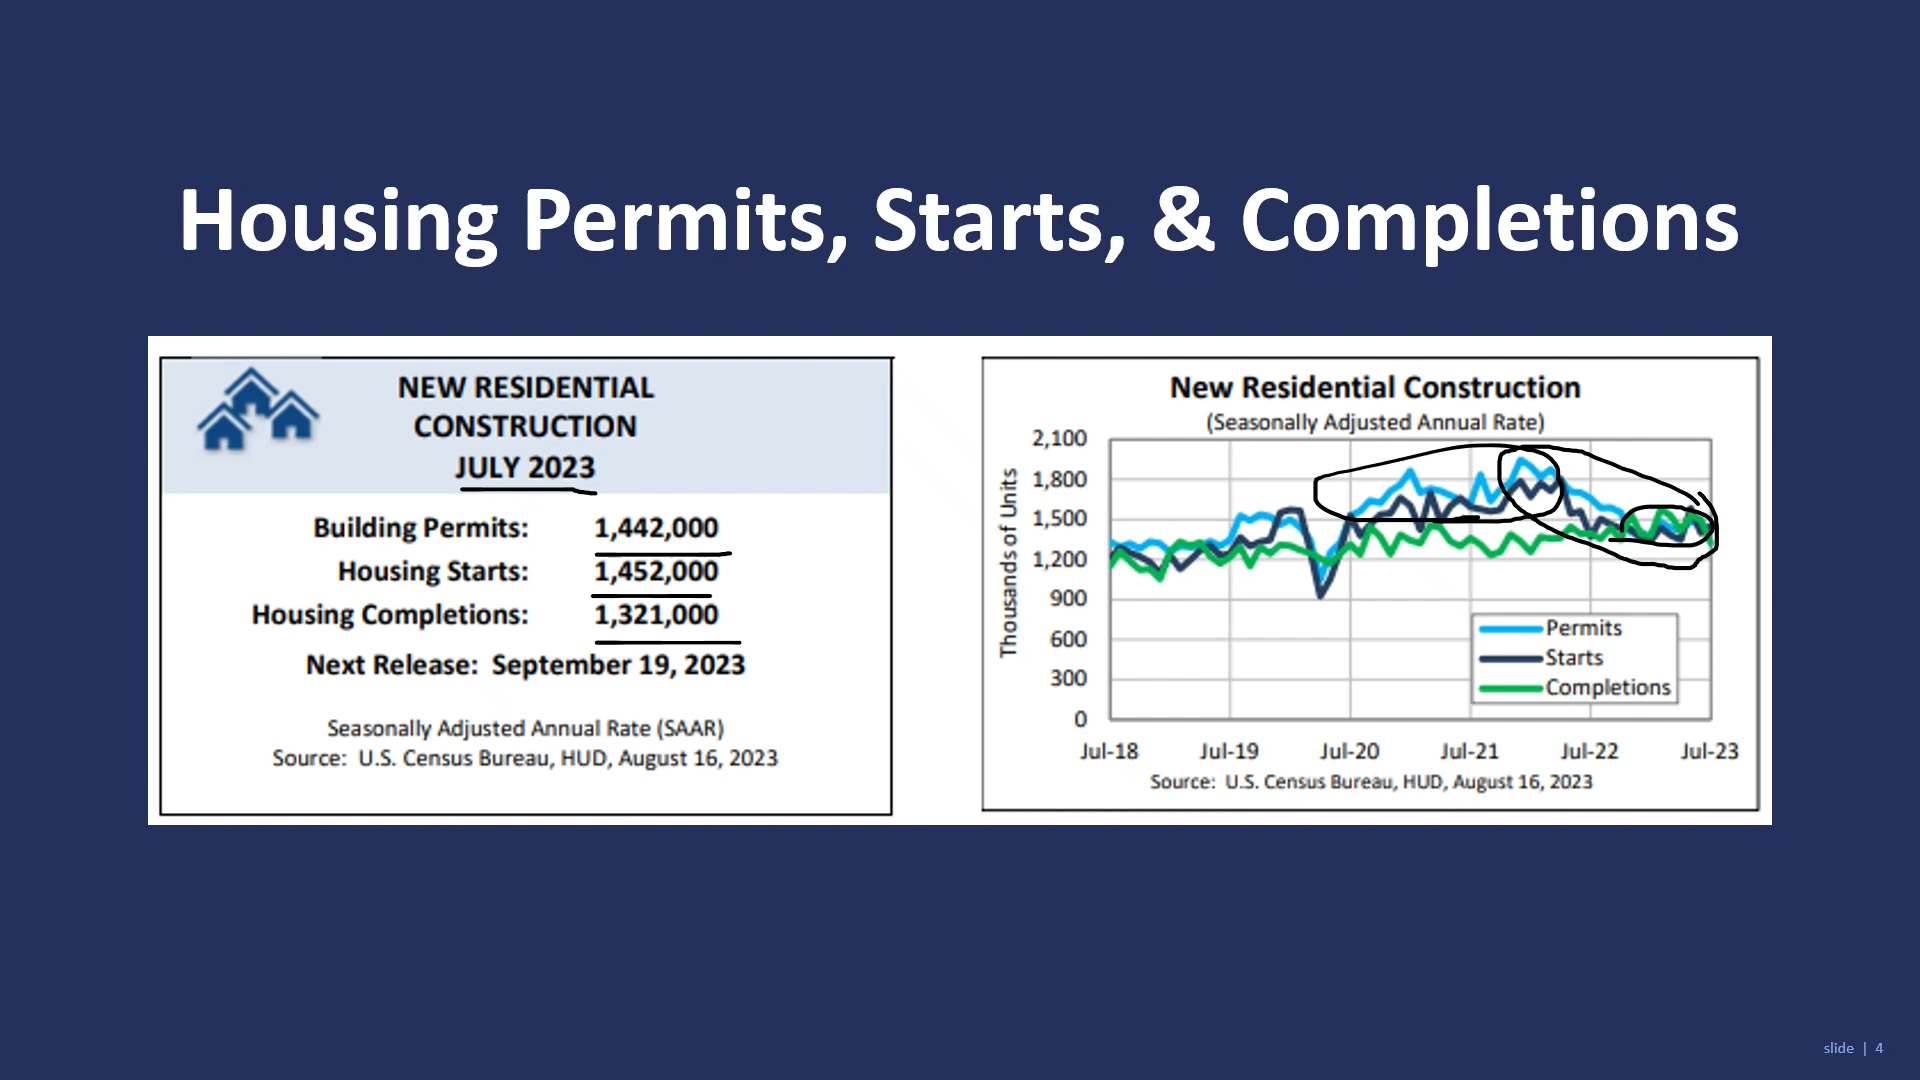 Housing Permits, Starts, & Completions
NEW RESIDENTIAL
CONSTRUCTION
JULY 2023
Building Permits: 1,442,000
Housing Starts: 1,452,000
Housing Completions: 1,321,000
Next Release: September 19, 2023
Seasonally Adjusted Annual Rate (SAAR)
Source: U.S. Census Bureau, HUD, August 16, 2023
New Residential Construction
(Seasonally Adjusted Annual Rate)
Thousands of Units
2,100
1,800
1,500
1,200
900
600
300
0
Permits
Starts
Completions
Jul-18 Jul-19 Jul-20 Jul-21 Jul-22 Jul-23
Source: U.S. Census Bureau, HUD, August 16, 2023
slide | 4